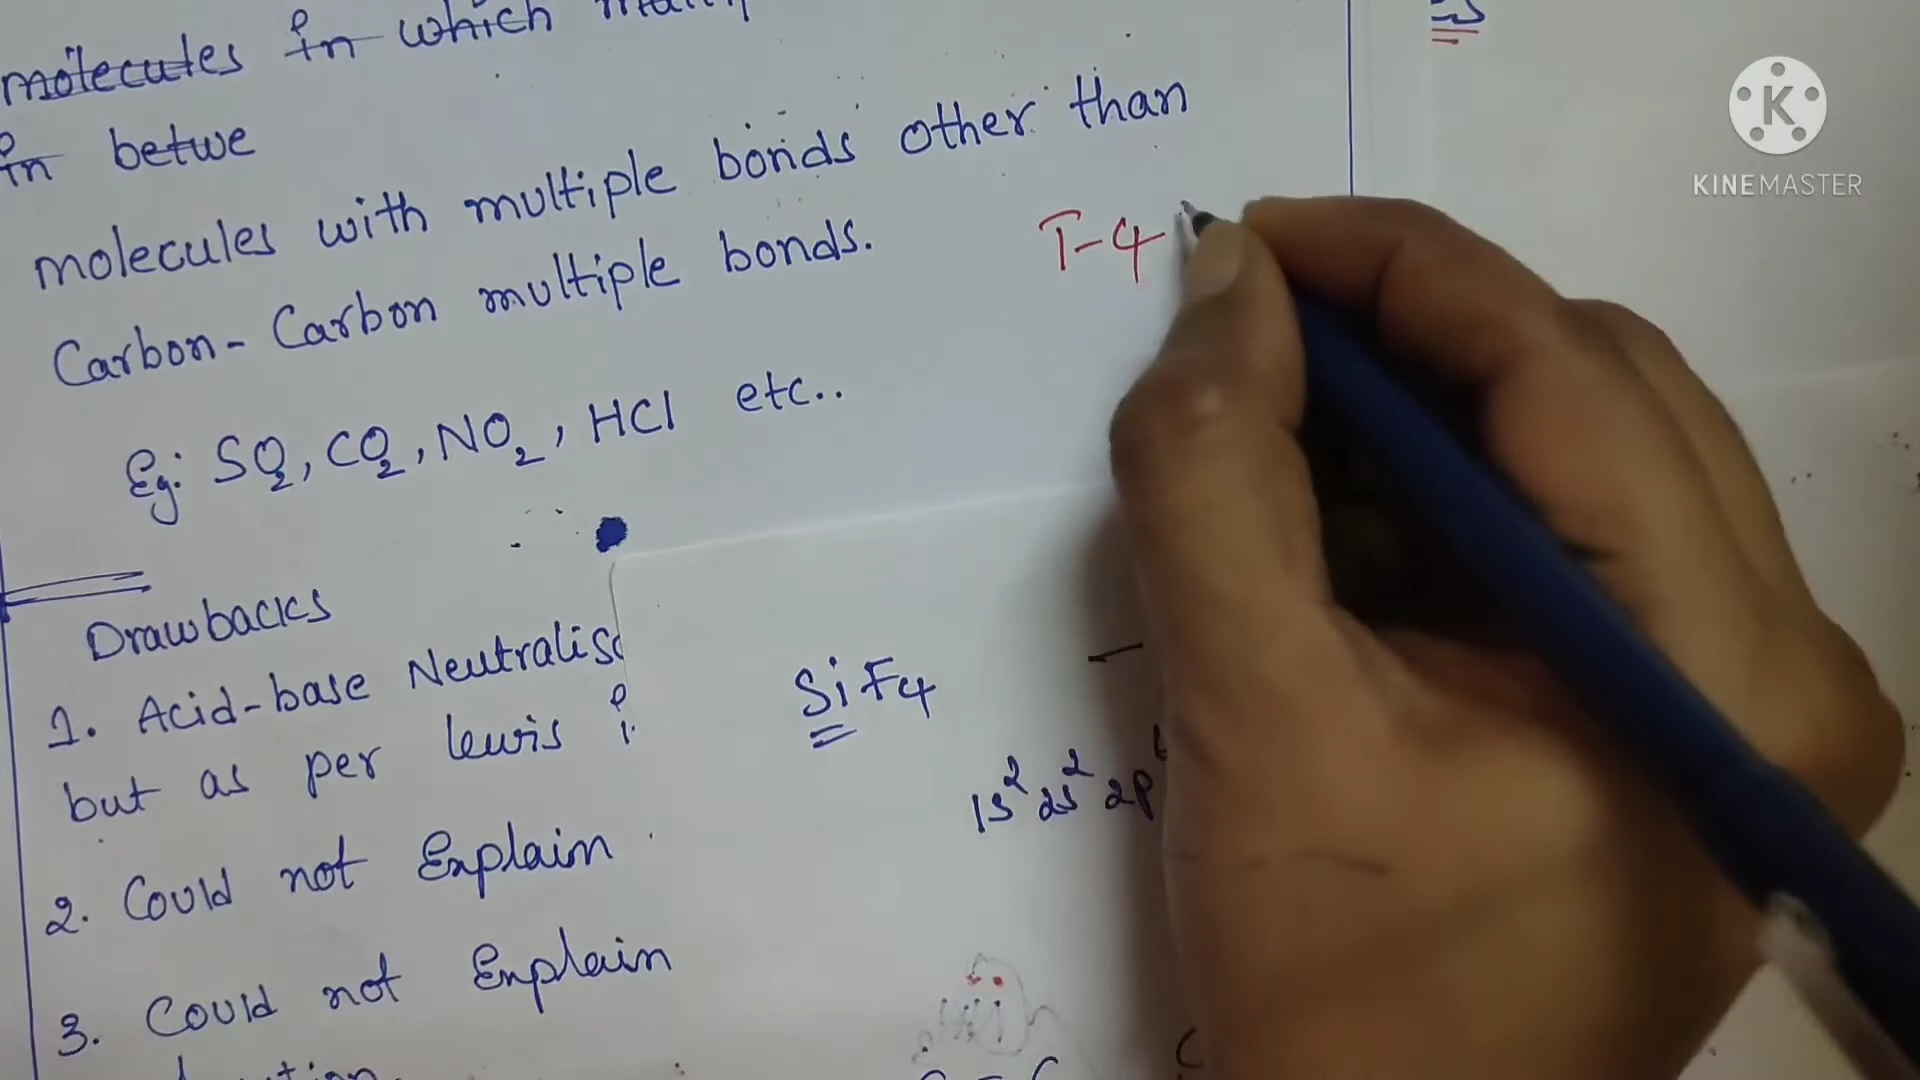 molecules in which
in betwe
molecules with multiple bonds other than
Carbon-Carbon multiple bonds.
T-4
Eg: SO2, CO2, NO2, HCl etc..
Drawbacks
1. Acid-base
but as per lewis
2. Could not Explain
3. Could not Explain
SiF4
1s² 2s² 2p
K
KINEMASTER